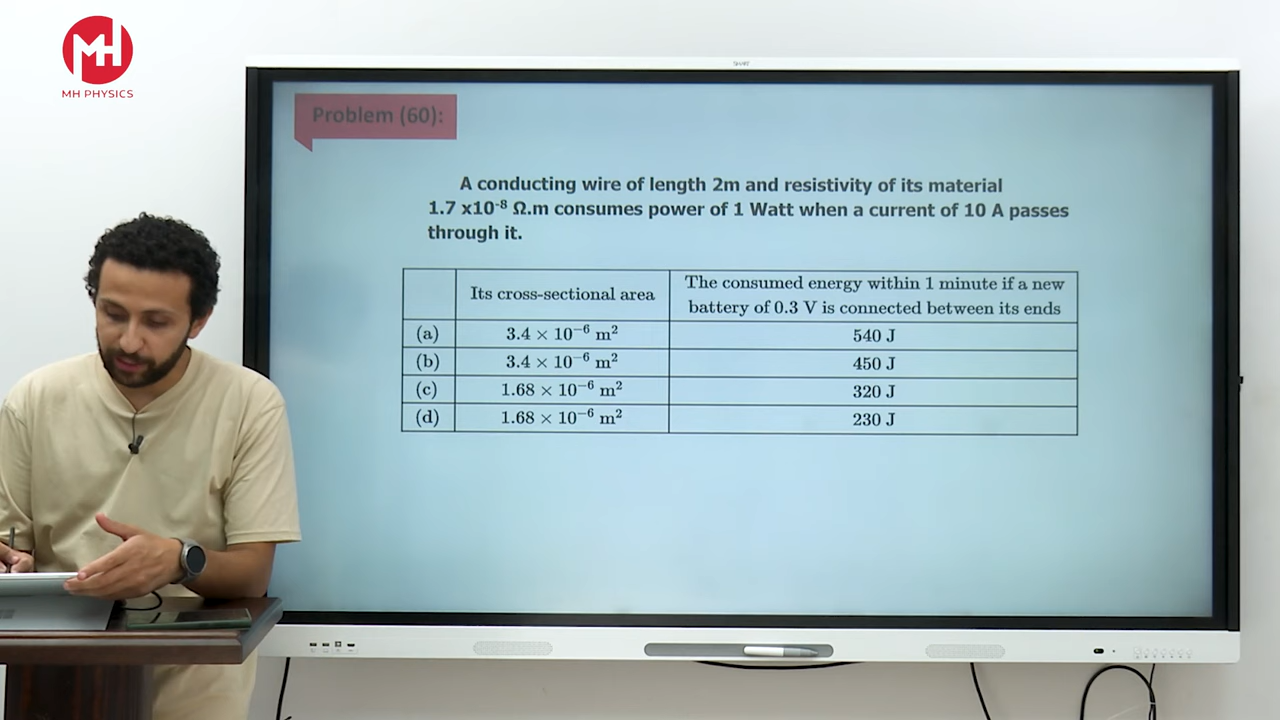 MH
MH PHYSICS
SHARP
Problem (60):
A conducting wire of length 2m and resistivity of its material
1.7 x10⁻⁸ Ω.m consumes power of 1 Watt when a current of 10 A passes
through it.
Its cross-sectional area
The consumed energy within 1 minute if a new
battery of 0.3 V is connected between its ends
(a) 3.4 × 10⁻⁶ m² 540 J
(b) 3.4 × 10⁻⁶ m² 450 J
(c) 1.68 × 10⁻⁶ m² 320 J
(d) 1.68 × 10⁻⁶ m² 230 J